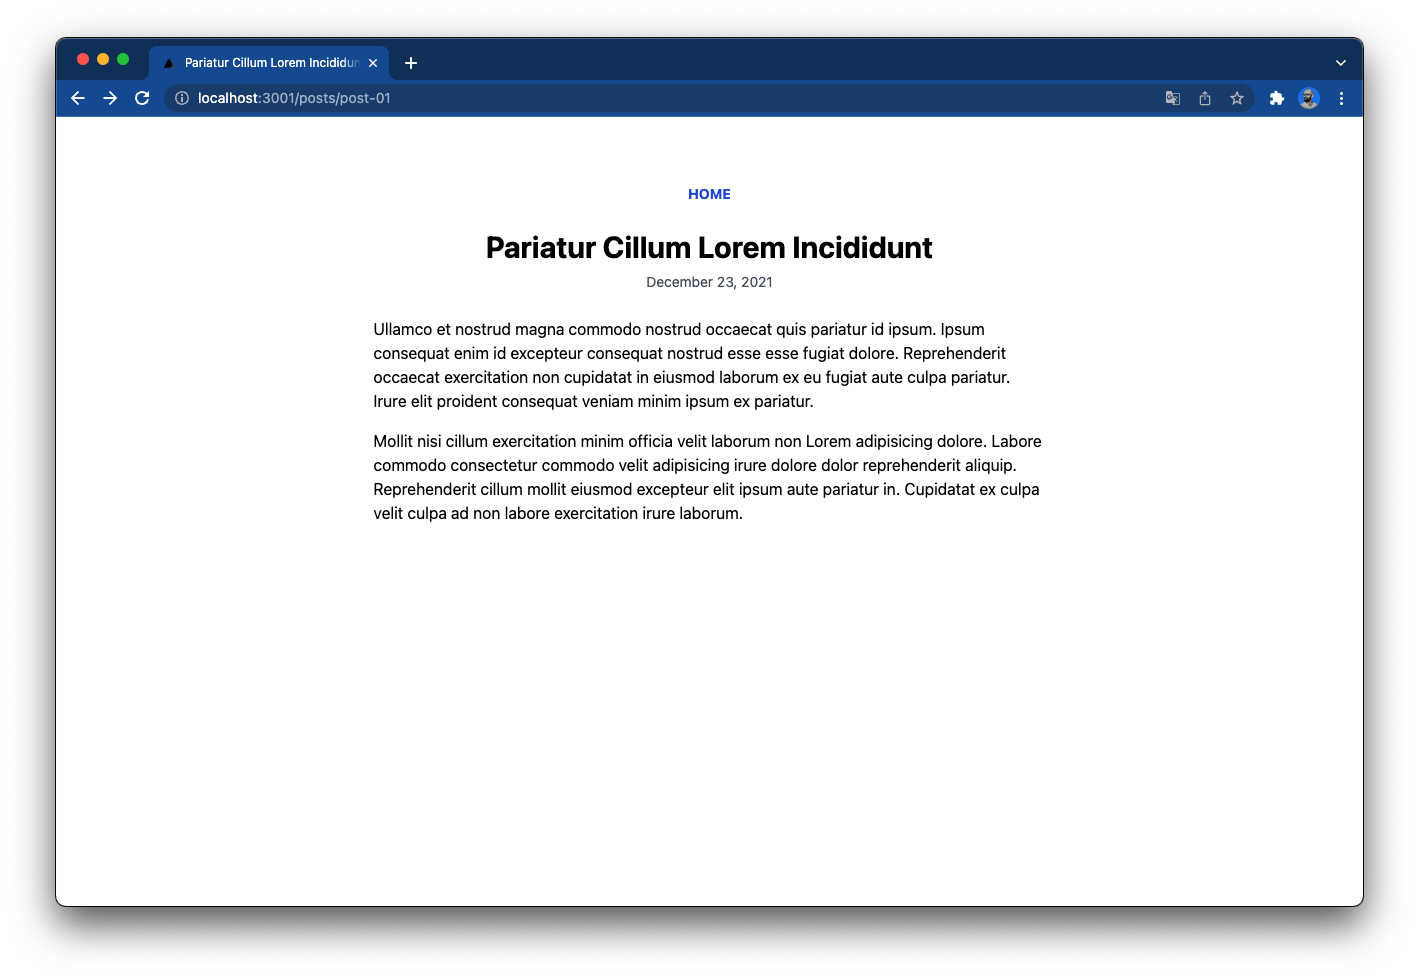 Pariatur Cillum Lorem Incididun
localhost:3001/posts/post-01
HOME
Pariatur Cillum Lorem Incididunt
December 23, 2021
Ullamco et nostrud magna commodo nostrud occaecat quis pariatur id ipsum. Ipsum
consequat enim id excepteur consequat nostrud esse esse fugiat dolore. Reprehenderit
occaecat exercitation non cupidatat in eiusmod laborum ex eu fugiat aute culpa pariatur.
Irure elit proident consequat veniam minim ipsum ex pariatur.
Mollit nisi cillum exercitation minim officia velit laborum non Lorem adipisicing dolore. Labore
commodo consectetur commodo velit adipisicing irure dolore dolor reprehenderit aliquip.
Reprehenderit cillum mollit eiusmod excepteur elit ipsum aute pariatur in. Cupidatat ex culpa
velit culpa ad non labore exercitation irure laborum.